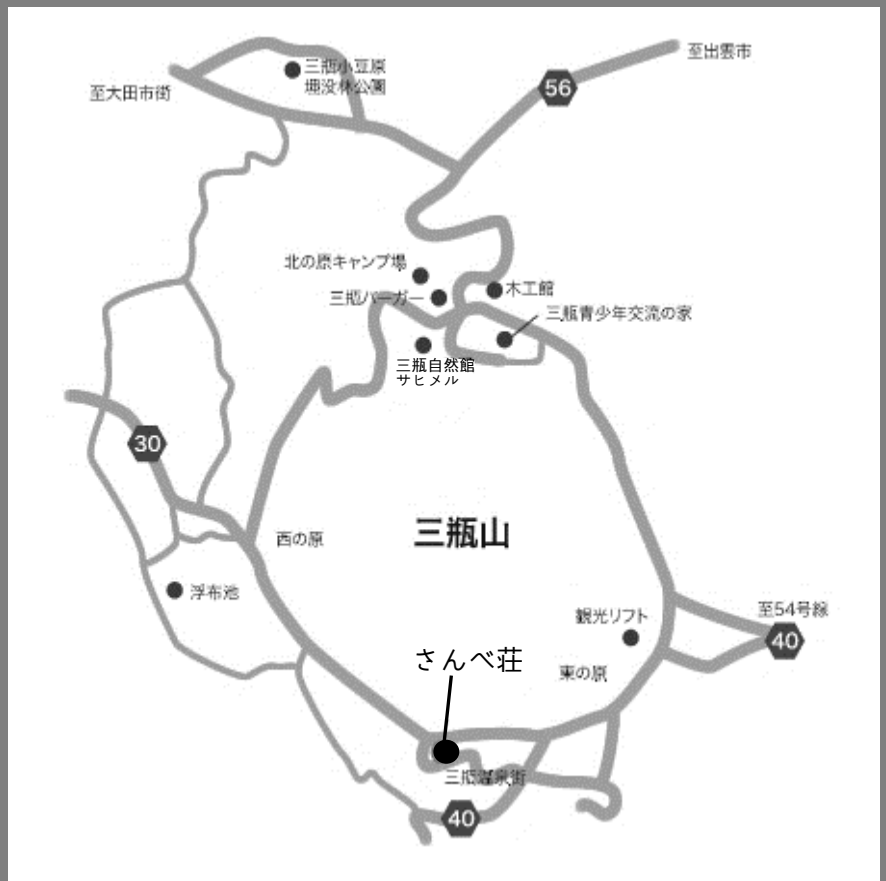 至出雲市
三瓶小豆原
埋没林公園
56
至大田市街
北の原キャンプ場
木工館
三瓶バーガー
三瓶青少年交流の家
三瓶自然館
サヒメル
30
西の原
三瓶山
浮布池
至54号線
観光リフト
40
さんべ荘
東の原
三瓶温泉街
40